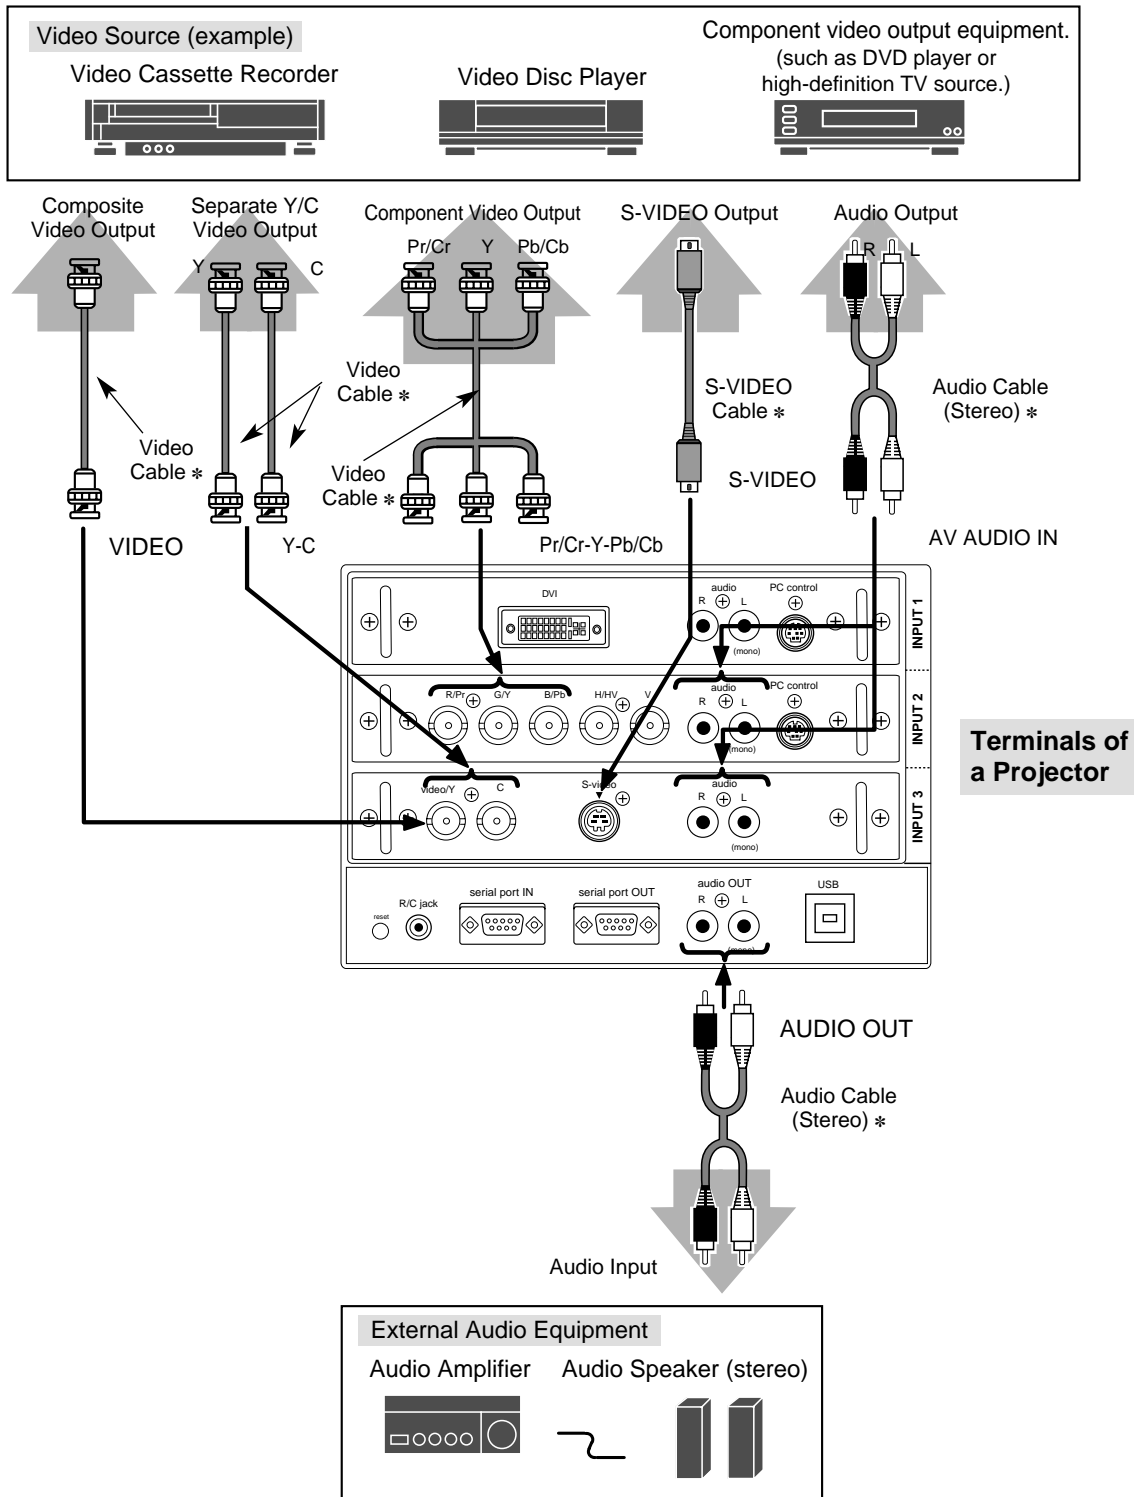 Video Source (example)
Video Cassette Recorder
Video Disc Player
Component video output equipment.
(such as DVD player or
high-definition TV source.)
Composite
Video Output
Separate Y/C
Video Output
Y
C
Component Video Output
Pr/Cr Y Pb/Cb
S-VIDEO Output
Audio Output
R L
Video
Cable *
Video
Cable *
Video
Cable *
S-VIDEO
Cable *
Audio Cable
(Stereo) *
VIDEO
Y-C
Pr/Cr-Y-Pb/Cb
S-VIDEO
AV AUDIO IN
DVI
audio
R L
(mono)
PC control
INPUT 1
R/Pr G/Y B/Pb H/HV V
audio
R L
(mono)
PC control
INPUT 2
video/Y C
S-video
audio
R L
(mono)
INPUT 3
Terminals of
a Projector
reset
R/C jack
serial port IN
serial port OUT
audio OUT
R L
(mono)
USB
AUDIO OUT
Audio Cable
(Stereo) *
Audio Input
External Audio Equipment
Audio Amplifier
Audio Speaker (stereo)